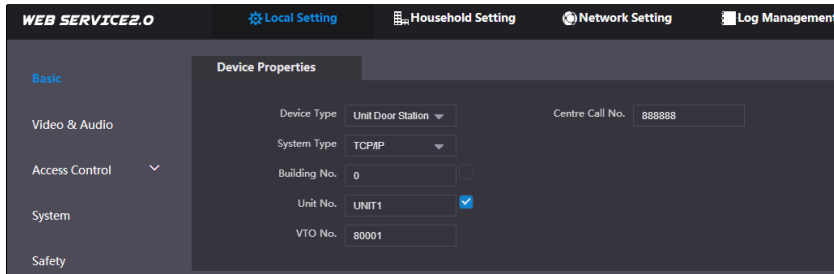 WEB SERVICE2.0 Local Setting Household Setting Network Setting Log Management
Device Properties
Basic
Device Type Unit Door Station Centre Call No. 888888
Video & Audio
System Type TCP/IP
Access Control
Building No. 0
Unit No. UNIT1
System
VTO No. 80001
Safety